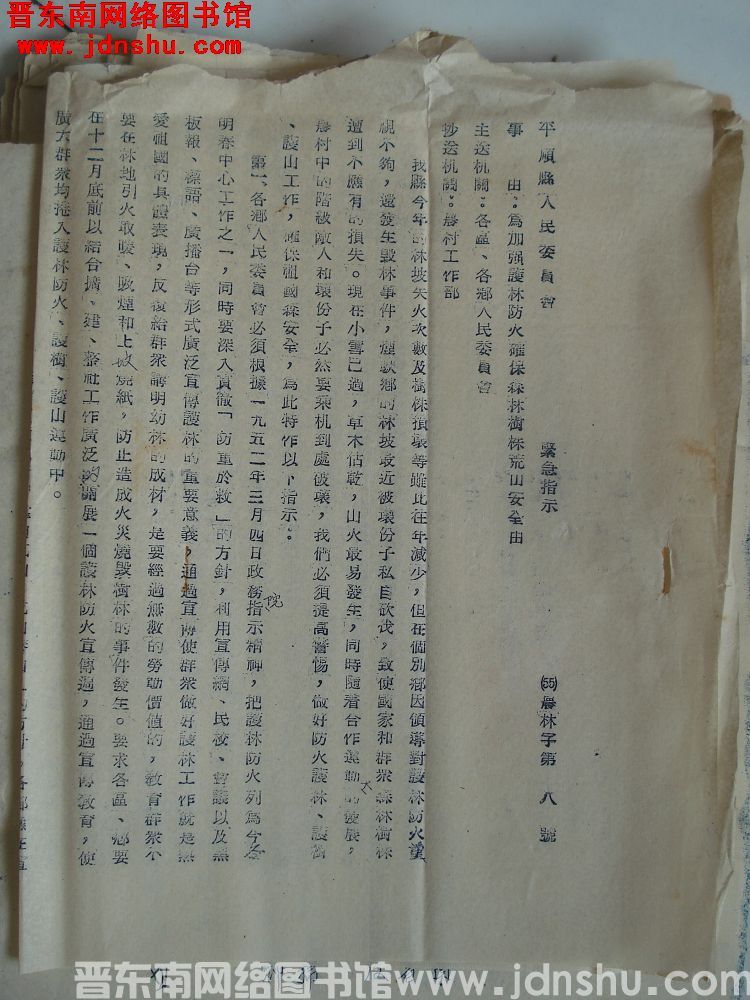 晋东南网络图书馆
www.jdnshu.com
平順縣人民委員會　緊急指示　(55)農林字第八號
事　由：為加强護林防火確保森林樹株荒山安全由
主送机關：各區、各鄉人民委員會
抄送机關：農村工作部
我縣今年的林坡失火次數及樹株損壞等雖比在年減少，但在個別鄉因領導對護林防火重
視不夠，還發生毀林事件，鄉的林坡最近被壞份子私自砍伐，致使國家和群衆森林樹株
遭到不應有的損失。現在小雪已過，草木估乾，山火最易發生，同時隨着合作運動大的發展，
農村中的階級敵人和壞份子必然要乘机到處破壞，我們必須提高警惕，做好防火護林、護樹
、護山工作，確保祖國森安全，為此特作以下指示。
第一、各鄉人民委員會必須根據一九五二年三月四日政務院指示精神，把護林防火列為今冬
明春中心工作之一，同時要深入貫徹「防重於救」的方針，利用宣傳網、民校、會議以及黑
板報、標語、廣播台等形式廣泛宣傳護林的重要意義，通過宣傳使群衆做好護林工作就是熱
愛祖國的具體表現，反復給群衆講明幼林的成材，是要經過無數的勞動價值的，教育群衆不
要在林地引火取暖、吸煙和上墳燒紙，防止造成火災燒毀樹林的事件發生。要求各區、鄉要
在十二月底前以結合擴、建、整社工作廣泛的開展一個護林防火宣傳週，通過宣傳教育，使
廣大群衆均捲入護林防火、護樹、護山運動中。
晋东南网络图书馆 www.jdnshu.com